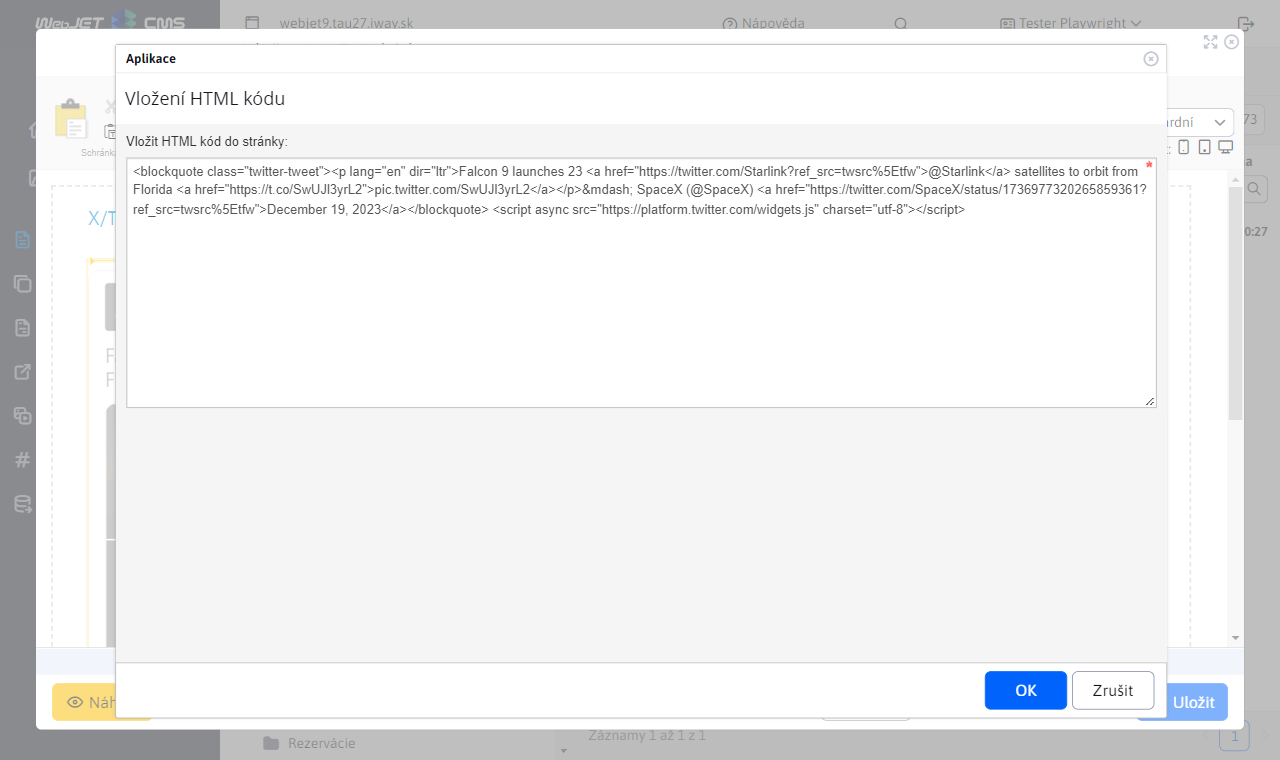 WebJET CMS
webjet9.tau27.iway.sk
Nápověda
Tester Playwright
Aplikace
Vložení HTML kódu
Vložit HTML kód do stránky:
<blockquote class="twitter-tweet"><p lang="en" dir="ltr">Falcon 9 launches 23 <a href="https://twitter.com/Starlink?ref_src=twsrc%5Etfw">@Starlink</a> satellites to orbit from
Florida <a href="https://t.co/SwUJl3yrL2">pic.twitter.com/SwUJl3yrL2</a></p>&mdash; SpaceX (@SpaceX) <a href="https://twitter.com/SpaceX/status/1736977320265859361?
ref_src=twsrc%5Etfw">December 19, 2023</a></blockquote> <script async src="https://platform.twitter.com/widgets.js" charset="utf-8"></script>
*
Schránk
rdní
73
X/T
0:27
F
F
OK
Zrušit
Náh
Uložit
Rezervácie
Záznamy 1 až 1 z 1
1